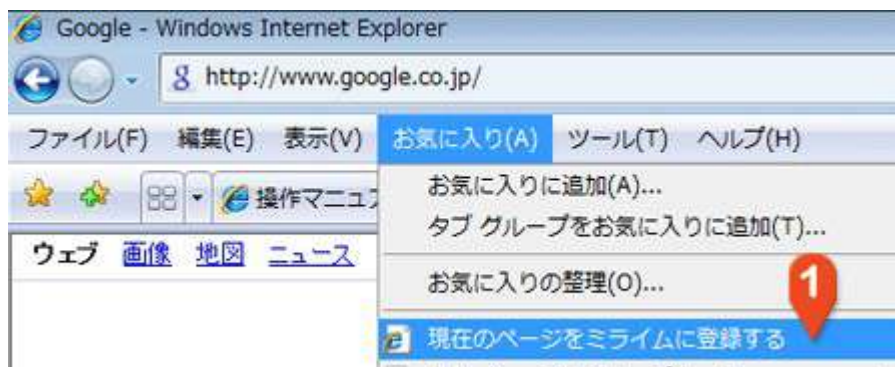 Google - Windows Internet Explorer
http://www.google.co.jp/
ファイル(F) 編集(E) 表示(V) お気に入り(A) ツール(T) ヘルプ(H)
操作マニュア
お気に入りに追加(A)...
タブ グループをお気に入りに追加(T)...
ウェブ 画像 地図 ニュース
お気に入りの整理(O)...
1
現在のページをミライムに登録する